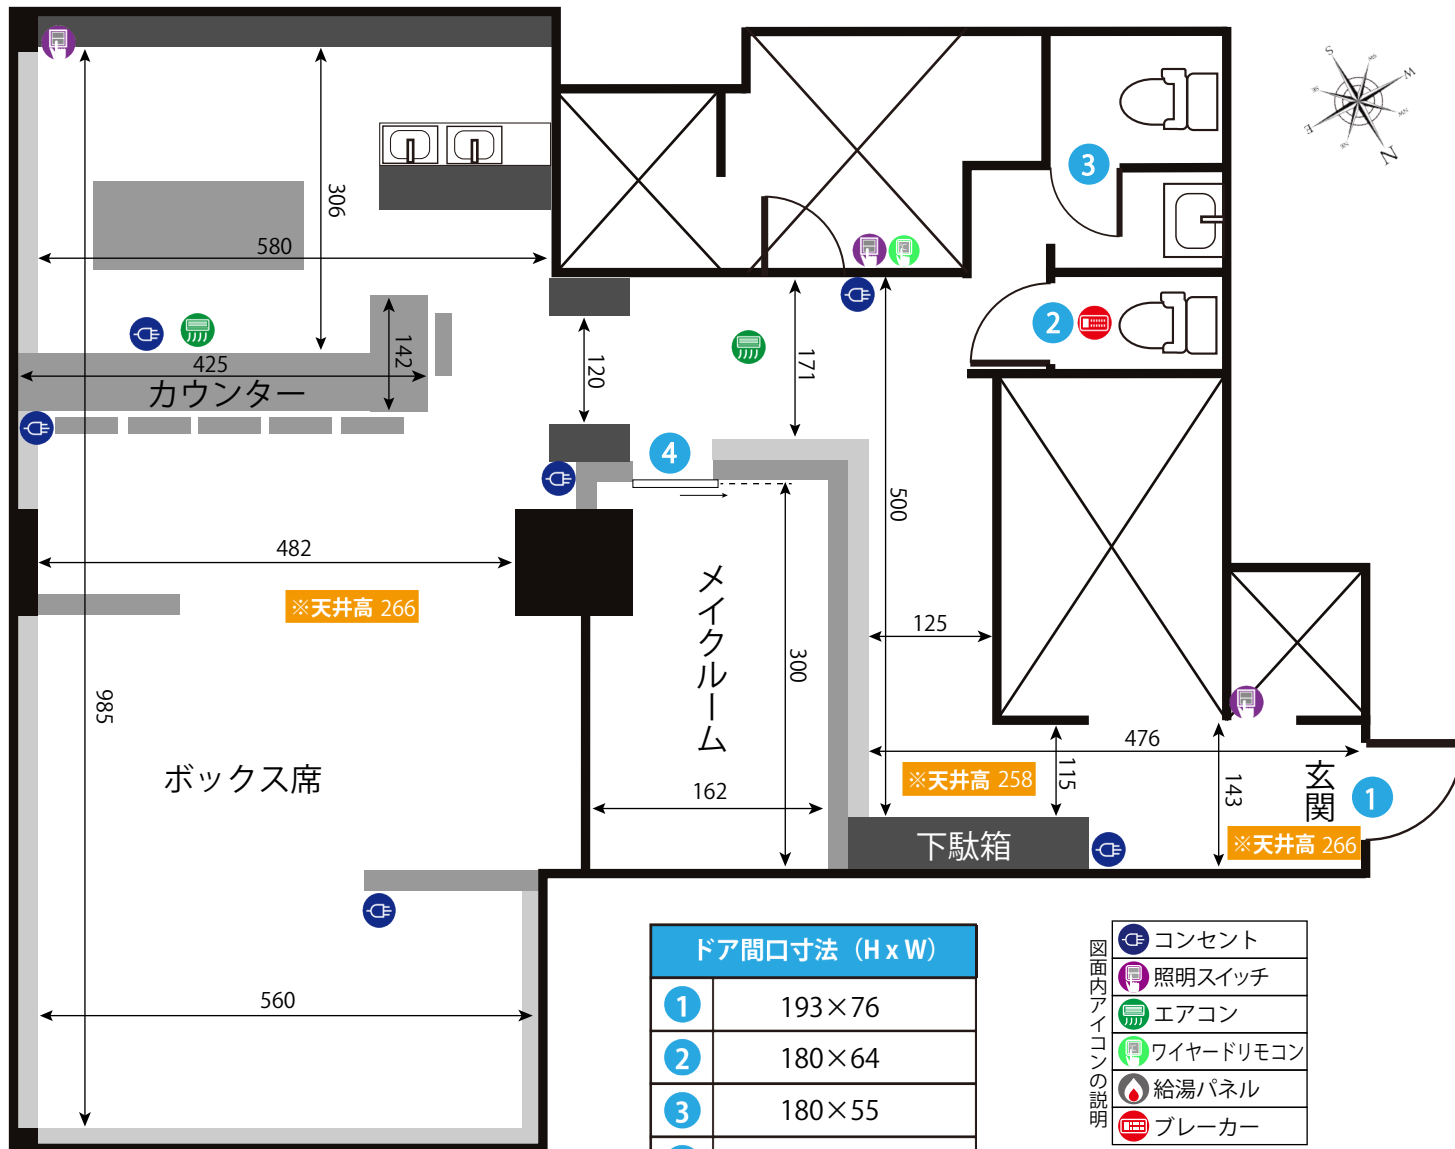 S
W
E
N
306
580
142
425
カウンター
120
171
3
2
4
482
※天井高 266
メイクルーム
500
125
300
985
ボックス席
162
476
※天井高 258
115
143
玄関
1
※天井高 266
下駄箱
560
ドア間口寸法（H x W）
1 193×76
2 180×64
3 180×55
図面内アイコンの説明
コンセント
照明スイッチ
エアコン
ワイヤードリモコン
給湯パネル
ブレーカー